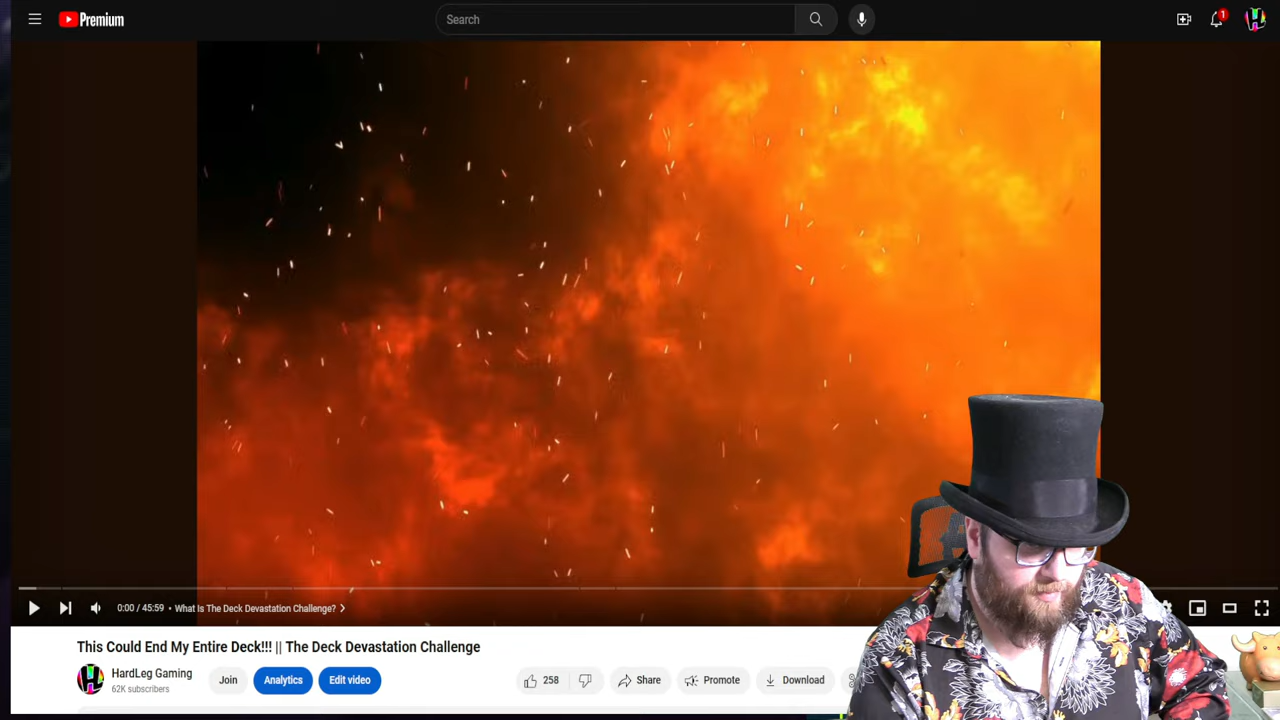 Premium
Search
1
0:00 / 45:59 • What Is The Deck Devastation Challenge?
This Could End My Entire Deck!!! || The Deck Devastation Challenge
HardLeg Gaming
62K subscribers
Join
Analytics
Edit video
258
Share
Promote
Download